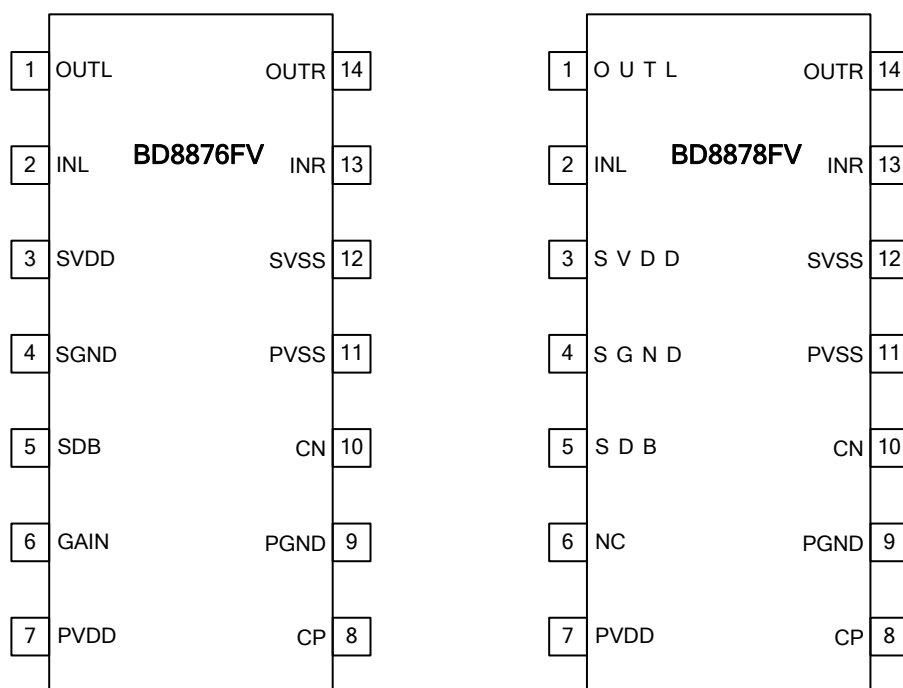 1 OUTL OUTR 14
2 INL BD8876FV INR 13
3 SVDD SVSS 12
4 SGND PVSS 11
5 SDB CN 10
6 GAIN PGND 9
7 PVDD CP 8
1 O U T L OUTR 14
2 INL BD8878FV INR 13
3 S V D D SVSS 12
4 S G N D PVSS 11
5 S D B CN 10
6 NC PGND 9
7 PVDD CP 8